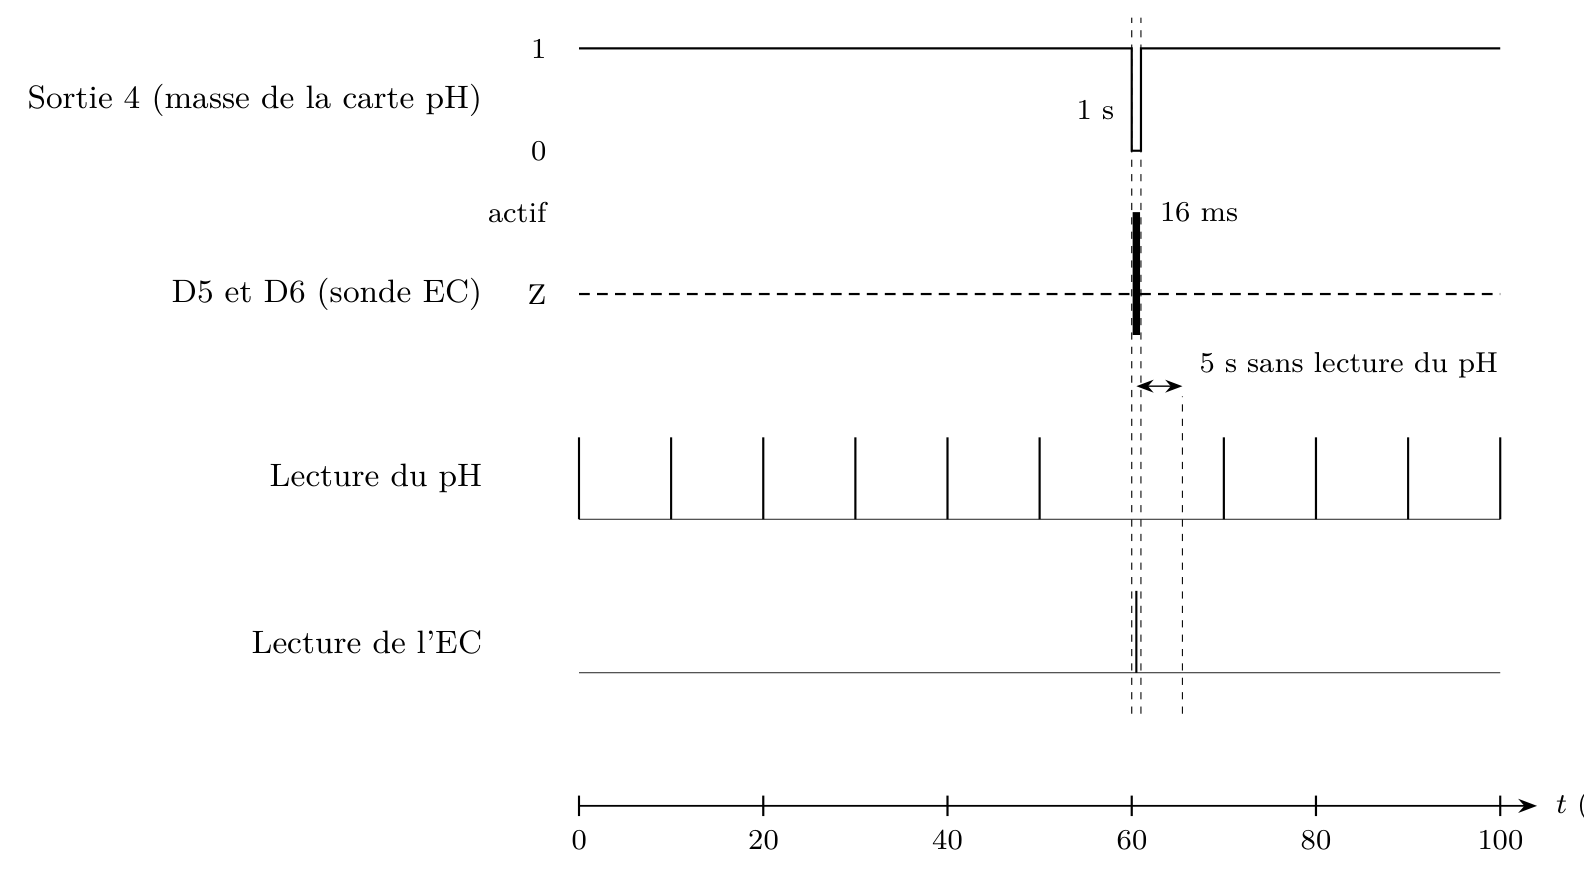 1
Sortie 4 (masse de la carte pH)
1 s
0
actif
16 ms
D5 et D6 (sonde EC)
Z
5 s sans lecture du pH
Lecture du pH
Lecture de l'EC
t (
0 20 40 60 80 100